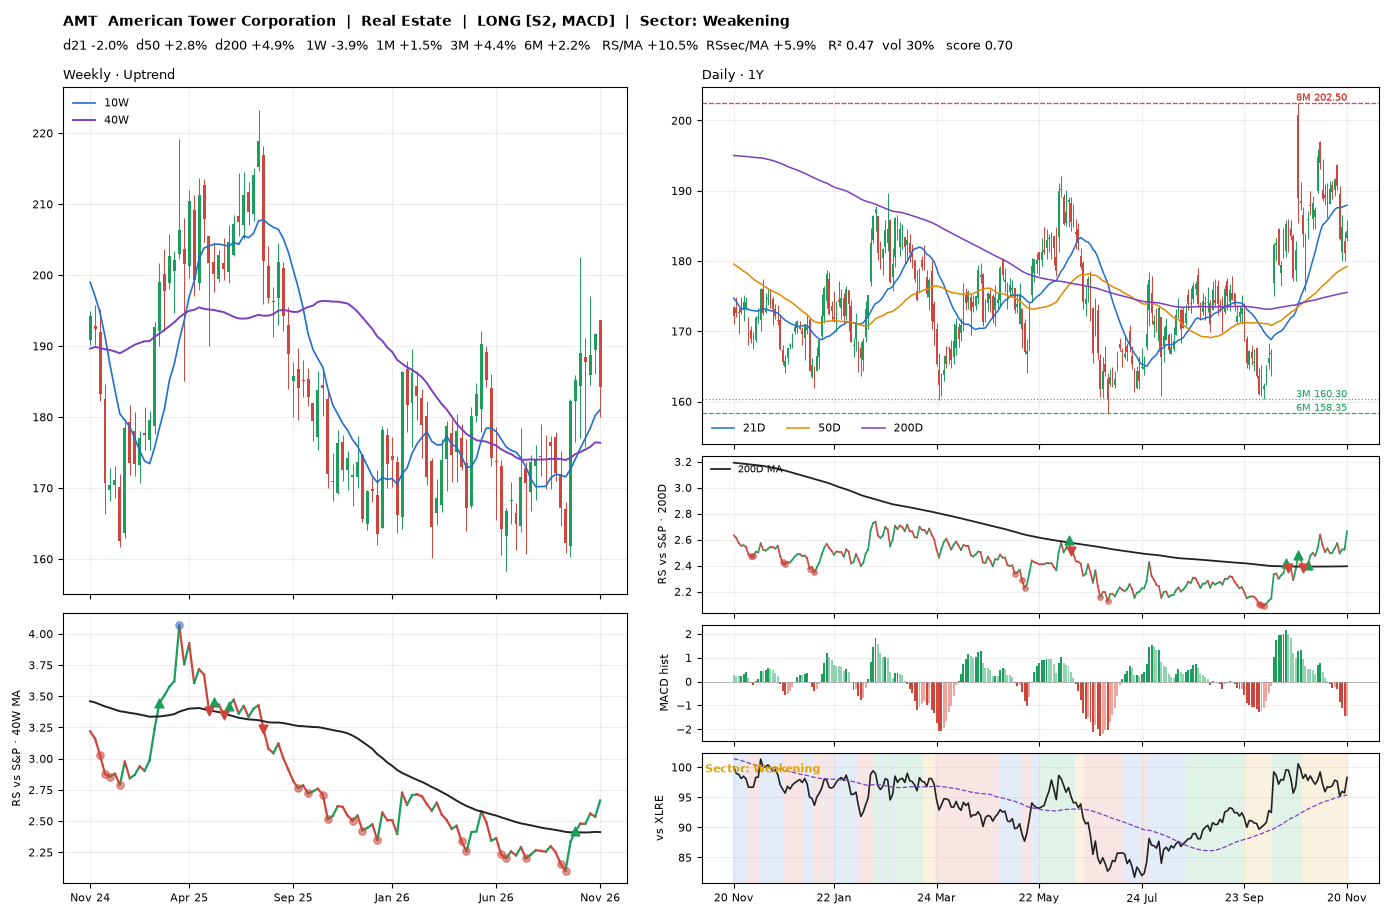 AMT  American Tower Corporation  |  Real Estate  |  LONG [S2, MACD]  |  Sector: Weakening
d21 -2.0%  d50 +2.8%  d200 +4.9%   1W -3.9%  1M +1.5%  3M +4.4%  6M +2.2%   RS/MA +10.5%  RSsec/MA +5.9%   R² 0.47  vol 30%   score 0.70
Weekly · Uptrend
10W
40W
220
210
200
190
180
170
160
RS vs S&P · 40W MA
4.00
3.75
3.50
3.25
3.00
2.75
2.50
2.25
Nov 24
Apr 25
Sep 25
Jan 26
Jun 26
Nov 26
Daily · 1Y
200
190
180
170
160
6M 202.50
3M 160.30
6M 158.35
21D
50D
200D
RS vs S&P · 200D
200D MA
3.2
3.0
2.8
2.6
2.4
2.2
MACD hist
2
1
0
−1
−2
vs XLRE
Sector: Weakening
100
95
90
85
20 Nov
22 Jan
24 Mar
22 May
24 Jul
23 Sep
20 Nov